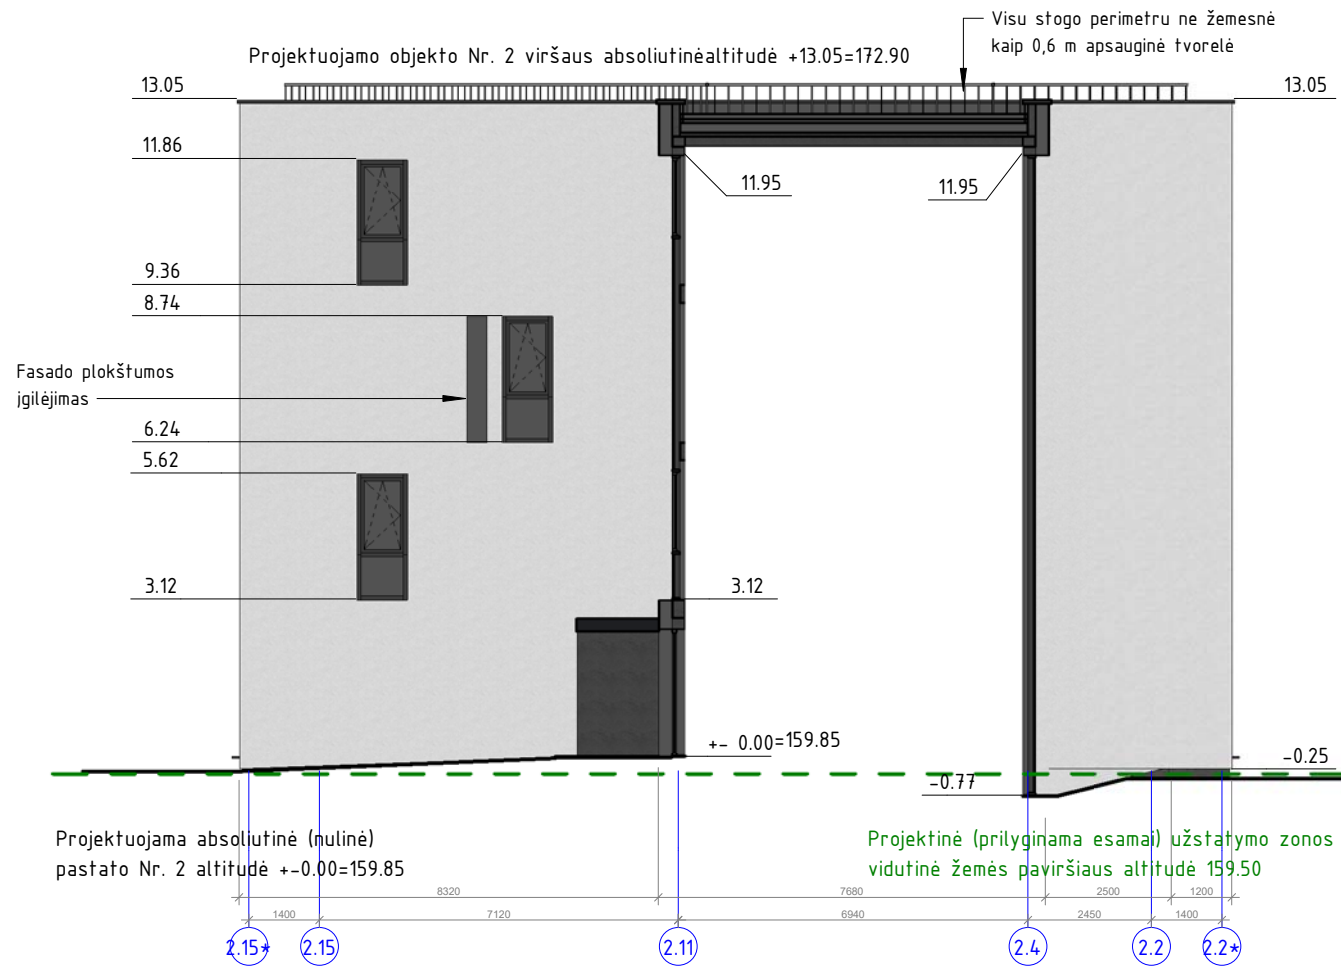 Visu stogo perimetru ne žemesnė
kaip 0,6 m apsauginė tvorelė
Projektuojamo objekto Nr. 2 viršaus absoliutinėaltitudė +13.05=172.90
13.05
13.05
11.86
11.95
11.95
9.36
8.74
Fasado plokštumos
įgilėjimas
6.24
5.62
3.12
3.12
+- 0.00=159.85
-0.25
-0.77
Projektuojama absoliutinė (nulinė)
pastato Nr. 2 altitudė +-0.00=159.85
Projektinė (prilyginama esamai) užstatymo zonos
vidutinė žemės paviršiaus altitudė 159.50
8320 7680 2500 1200
1400 7120 6940 2450 1400
2.15* 2.15 2.11 2.4 2.2 2.2*